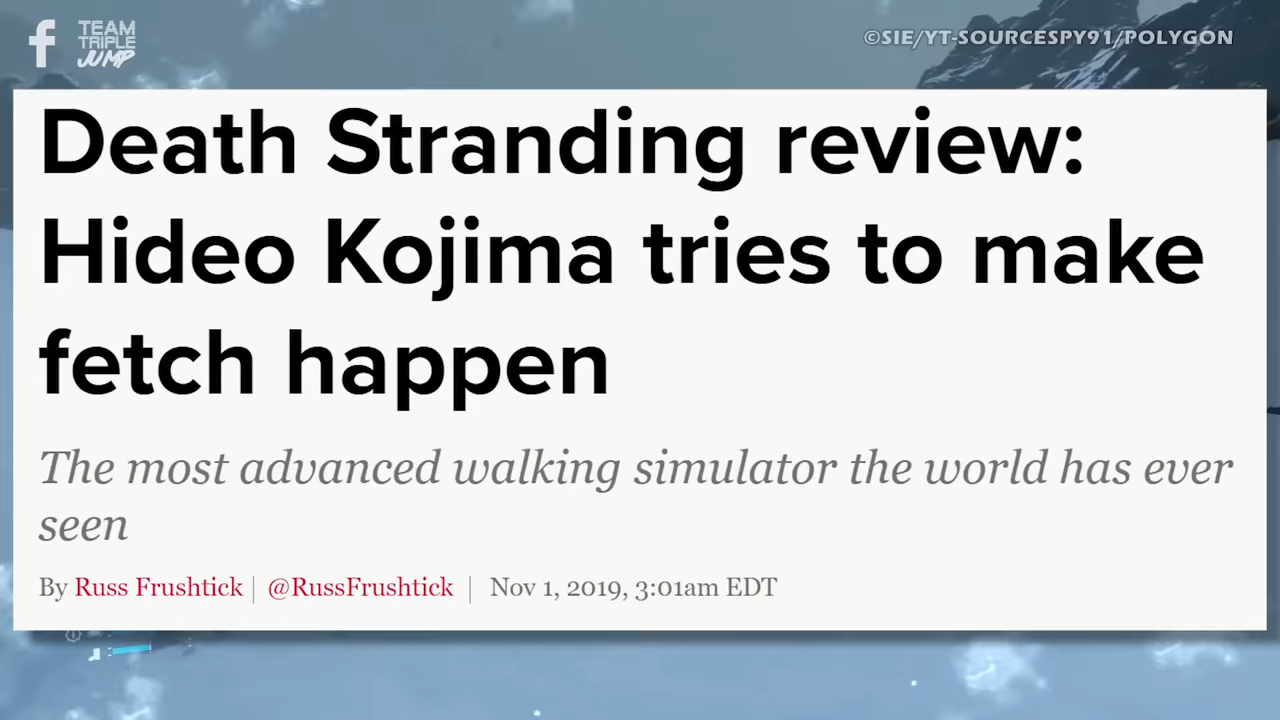 f TEAM
TRIPLE
JUMP
©SIE/YT-SOURCESPY91/POLYGON
Death Stranding review:
Hideo Kojima tries to make
fetch happen
The most advanced walking simulator the world has ever
seen
By Russ Frushtick | @RussFrushtick | Nov 1, 2019, 3:01am EDT